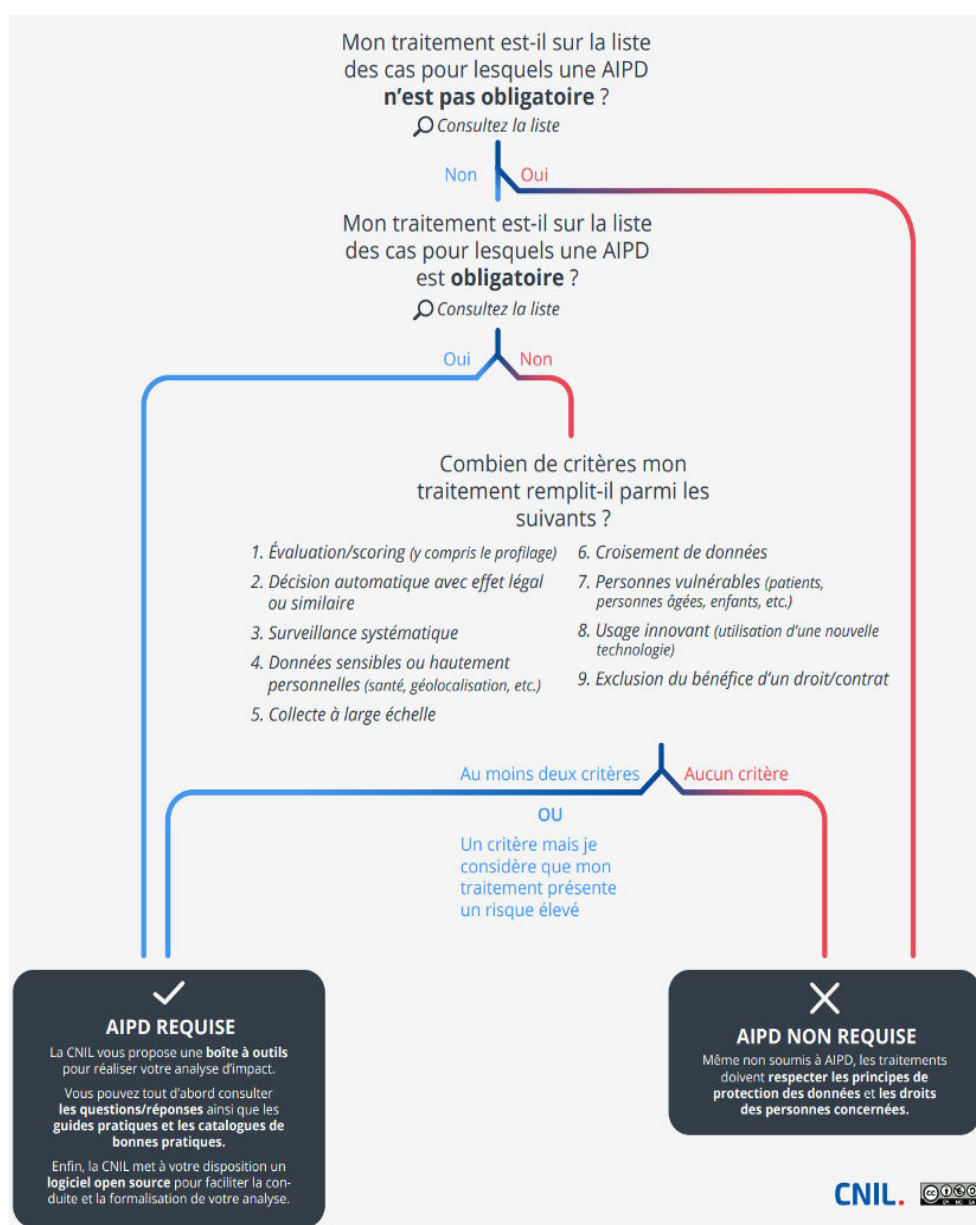 Mon traitement est-il sur la liste
des cas pour lesquels une AIPD
n'est pas obligatoire ?
Consultez la liste
Non
Oui
Mon traitement est-il sur la liste
des cas pour lesquels une AIPD
est obligatoire ?
Consultez la liste
Oui
Non
Combien de critères mon
traitement remplit-il parmi les
suivants ?
1. Évaluation/scoring (y compris le profilage)
2. Décision automatique avec effet légal
ou similaire
3. Surveillance systématique
4. Données sensibles ou hautement
personnelles (santé, géolocalisation, etc.)
5. Collecte à large échelle
6. Croisement de données
7. Personnes vulnérables (patients,
personnes âgées, enfants, etc.)
8. Usage innovant (utilisation d'une nouvelle
technologie)
9. Exclusion du bénéfice d'un droit/contrat
Au moins deux critères
Aucun critère
OU
Un critère mais je
considère que mon
traitement présente
un risque élevé
AIPD REQUISE
La CNIL vous propose une boîte à outils
pour réaliser votre analyse d'impact.
Vous pouvez tout d'abord consulter
les questions/réponses ainsi que les
guides pratiques et les catalogues de
bonnes pratiques.
Enfin, la CNIL met à votre disposition un
logiciel open source pour faciliter la con-
duite et la formalisation de votre analyse.
AIPD NON REQUISE
Même non soumis à AIPD, les traitements
doivent respecter les principes de
protection des données et les droits
des personnes concernées.
CNIL.